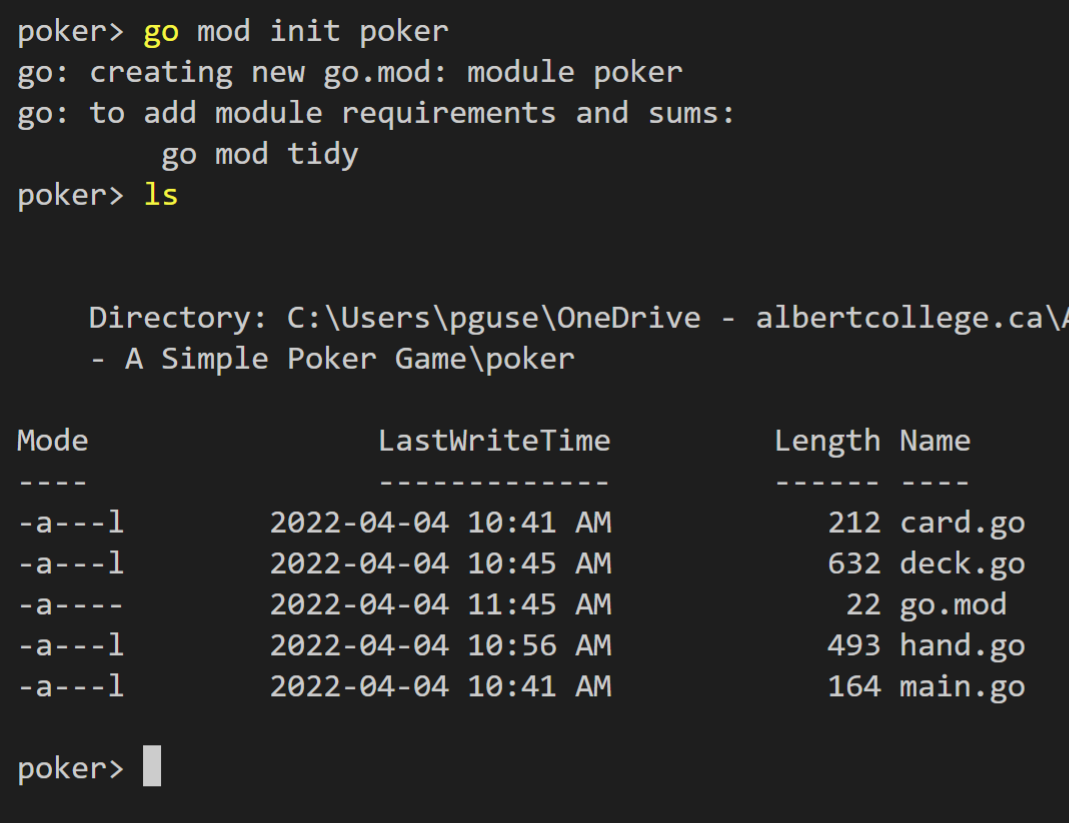 poker> go mod init poker
go: creating new go.mod: module poker
go: to add module requirements and sums:
        go mod tidy
poker> ls
    Directory: C:\Users\pguse\OneDrive - albertcollege.ca\
    - A Simple Poker Game\poker
Mode                LastWriteTime         Length Name
----                -------------         ------ ----
-a---l        2022-04-04 10:41 AM            212 card.go
-a---l        2022-04-04 10:45 AM            632 deck.go
-a----        2022-04-04 11:45 AM             22 go.mod
-a---l        2022-04-04 10:56 AM            493 hand.go
-a---l        2022-04-04 10:41 AM            164 main.go
poker>